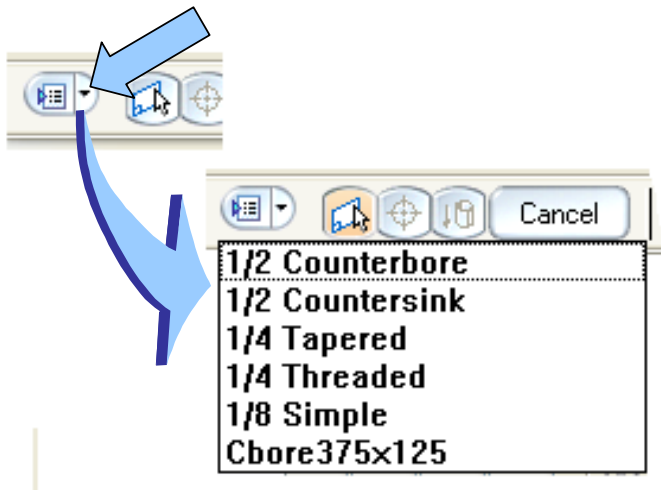 Cancel
1/2 Counterbore
1/2 Countersink
1/4 Tapered
1/4 Threaded
1/8 Simple
Cbore375x125